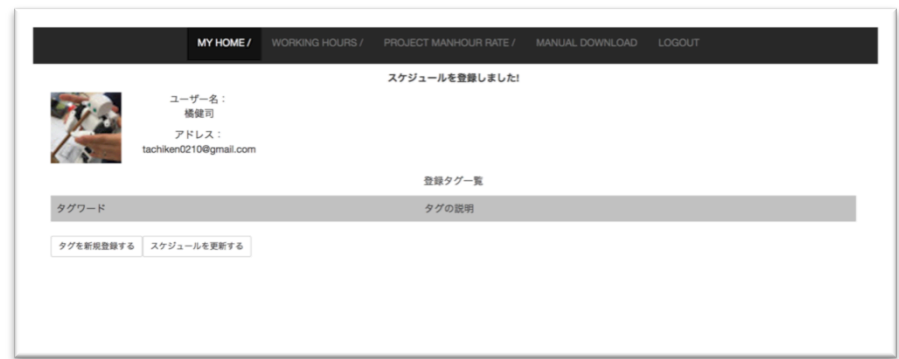 MY HOME / WORKING HOURS / PROJECT MANHOUR RATE / MANUAL DOWNLOAD LOGOUT
スケジュールを登録しました!
ユーザー名：
橘健司
アドレス：
tachiken0210@gmail.com
登録タグ一覧
タグワード タグの説明
タグを新規登録する スケジュールを更新する